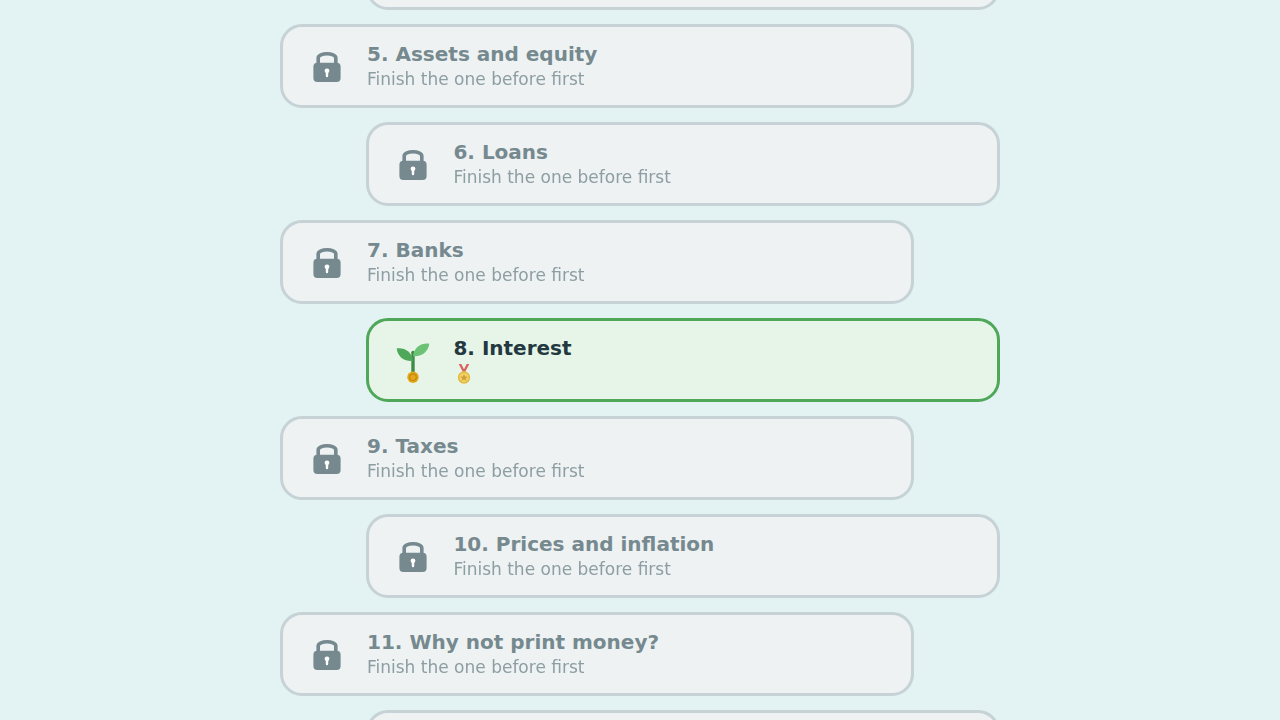 5. Assets and equity
Finish the one before first
6. Loans
Finish the one before first
7. Banks
Finish the one before first
8. Interest
9. Taxes
Finish the one before first
10. Prices and inflation
Finish the one before first
11. Why not print money?
Finish the one before first